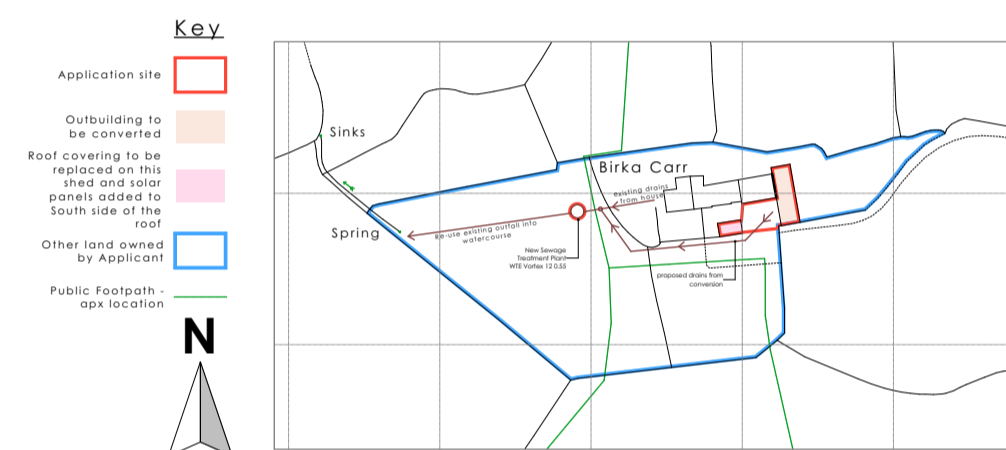 Key
Application site
Outbuilding to
be converted
Roof covering to be
replaced on this
shed and solar
panels added to
South side of the
roof
Other land owned
by Applicant
Public Footpath -
apx location
N
Sinks
Spring
Birka Carr
existing drains
from house
Re-use existing outfall into
watercourse
New Sewage
Treatment Plant
WTE Vortex 12 0.55
proposed drains from
conversion